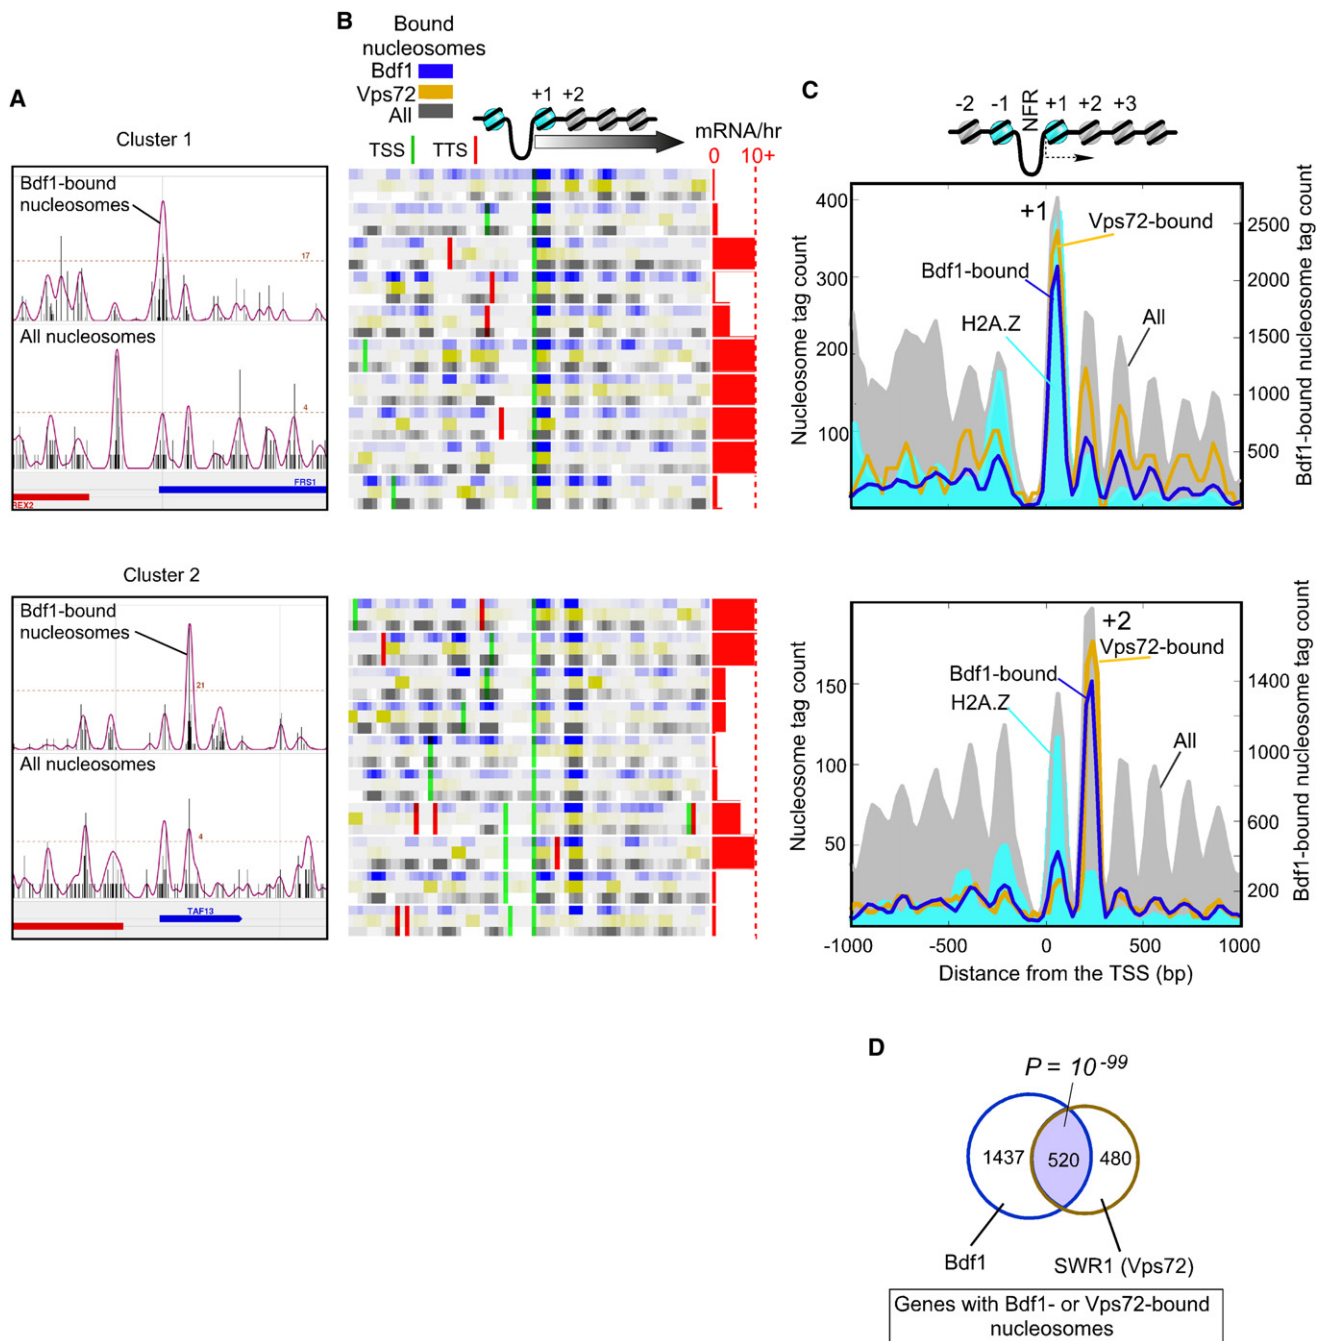 A
Cluster 1
Bdf1-bound
nucleosomes
17
All nucleosomes
4
FRS1
REX2
Cluster 2
Bdf1-bound
nucleosomes
21
All nucleosomes
4
TAF13
B
Bound
nucleosomes
Bdf1
Vps72
All
TSS
TTS
+1 +2
mRNA/hr
0 10+
C
-2 -1 NFR +1 +2 +3
Nucleosome tag count
400
300
200
100
+1
Vps72-bound
Bdf1-bound
H2A.Z
All
2500
2000
1500
1000
500
Bdf1-bound nucleosome tag count
Nucleosome tag count
150
100
50
+2
Vps72-bound
Bdf1-bound
H2A.Z
All
1400
1000
600
200
Bdf1-bound nucleosome tag count
-1000 -500 0 500 1000
Distance from the TSS (bp)
D
P = 10-99
1437 520 480
Bdf1
SWR1 (Vps72)
Genes with Bdf1- or Vps72-bound
nucleosomes